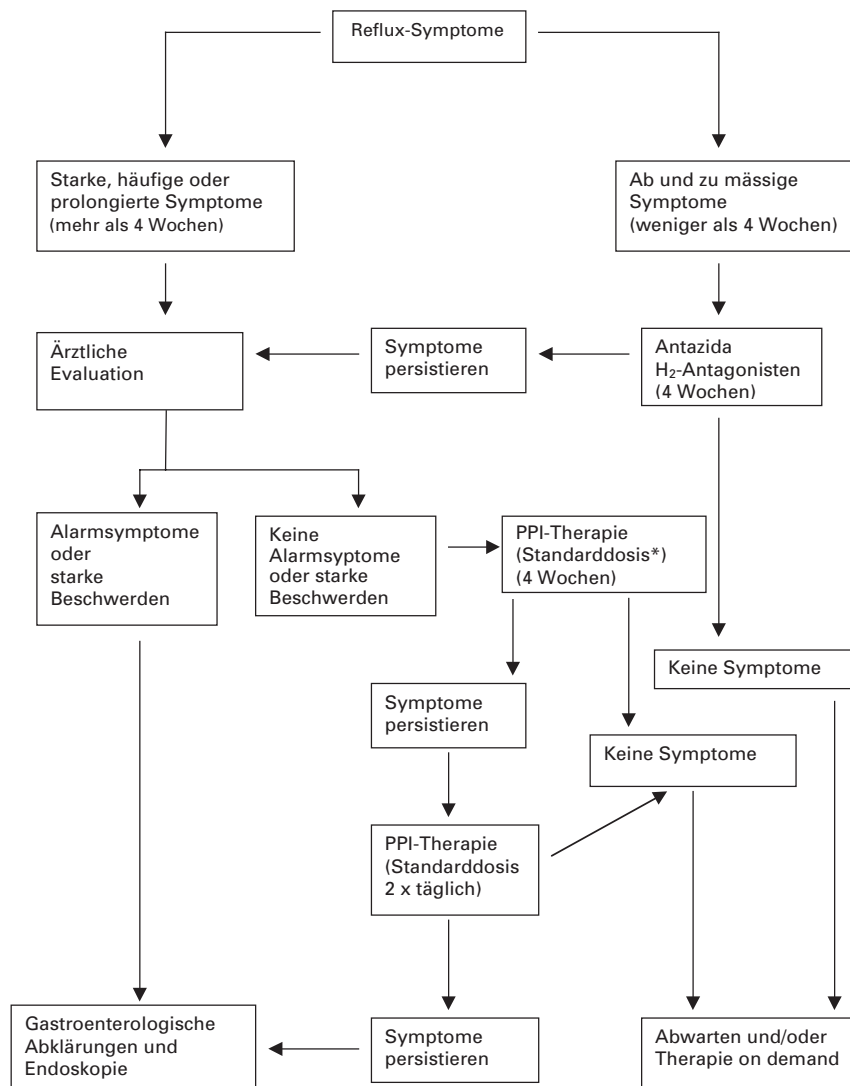 Reflux-Symptome
Starke, häufige oder
prolongierte Symptome
(mehr als 4 Wochen)
Ab und zu mässige
Symptome
(weniger als 4 Wochen)
Ärztliche
Evaluation
Symptome
persistieren
Antazida
H₂-Antagonisten
(4 Wochen)
Alarmsymptome
oder
starke
Beschwerden
Keine
Alarmsyptome
oder starke
Beschwerden
PPI-Therapie
(Standarddosis*)
(4 Wochen)
Keine Symptome
Symptome
persistieren
Keine Symptome
PPI-Therapie
(Standarddosis
2 x täglich)
Gastroenterologische
Abklärungen und
Endoskopie
Symptome
persistieren
Abwarten und/oder
Therapie on demand